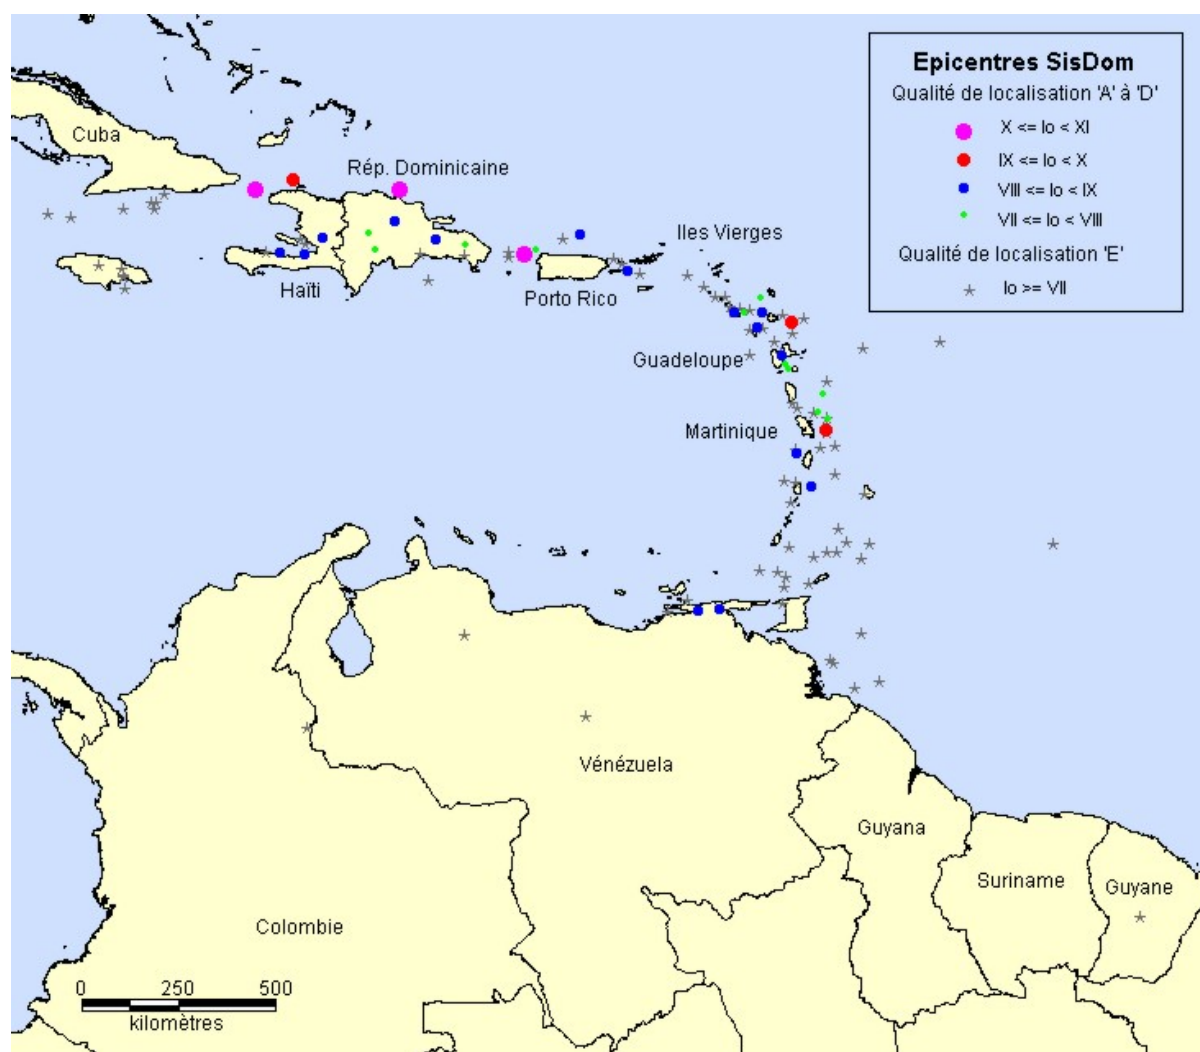 Epicentres SisDom
Qualité de localisation 'A' à 'D'
X <= Io < XI
IX <= Io < X
VIII <= Io < IX
VII <= Io < VIII
Qualité de localisation 'E'
Io >= VII
Cuba
Rép. Dominicaine
Iles Vierges
Haïti
Porto Rico
Guadeloupe
Martinique
Vénézuela
Guyana
Suriname
Guyane
Colombie
0 250 500
kilomètres